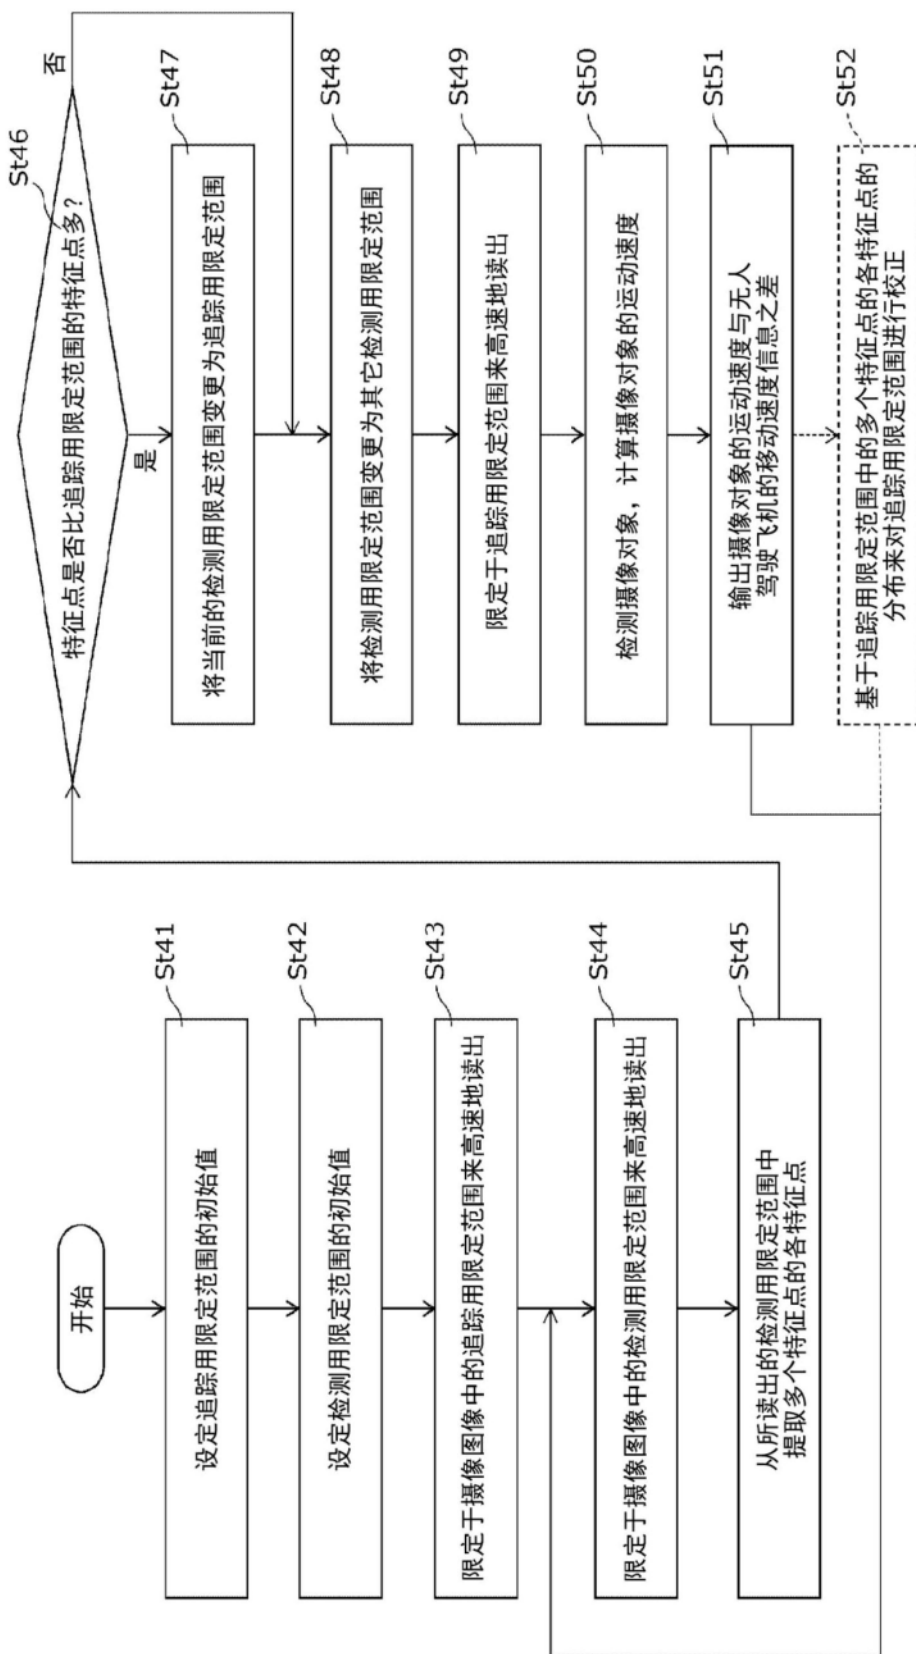 开始
St41
设定追踪用限定范围的初始值
St42
设定检测用限定范围的初始值
St43
限定于摄像图像中的追踪用限定范围来高速地读出
St44
限定于摄像图像中的检测用限定范围来高速地读出
St45
从所读出的检测用限定范围中
提取多个特征点的各特征点
St46
特征点是否比追踪用限定范围的特征点多?
否
是
St47
将当前的检测用限定范围变更为追踪用限定范围
St48
将检测用限定范围变更为其它检测用限定范围
St49
限定于追踪用限定范围来高速地读出
St50
检测摄像对象，计算摄像对象的运动速度
St51
输出摄像对象的运动速度与无人
驾驶飞机的移动速度信息之差
St52
基于追踪用限定范围中的多个特征点的各特征点的
分布来对追踪用限定范围进行校正